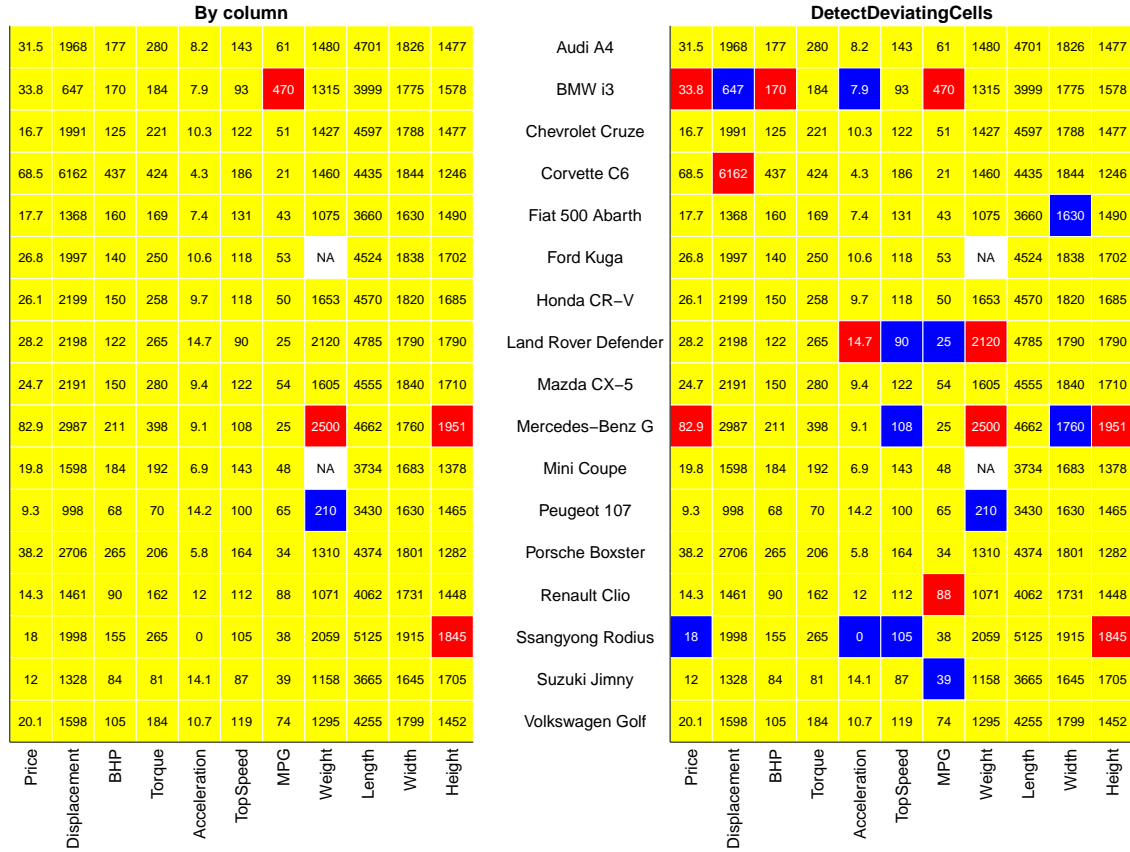 By column DetectDeviatingCells
31.5 1968 177 280 8.2 143 61 1480 4701 1826 1477 Audi A4 31.5 1968 177 280 8.2 143 61 1480 4701 1826 1477
33.8 647 170 184 7.9 93 470 1315 3999 1775 1578 BMW i3 33.8 647 170 184 7.9 93 470 1315 3999 1775 1578
16.7 1991 125 221 10.3 122 51 1427 4597 1788 1477 Chevrolet Cruze 16.7 1991 125 221 10.3 122 51 1427 4597 1788 1477
68.5 6162 437 424 4.3 186 21 1460 4435 1844 1246 Corvette C6 68.5 6162 437 424 4.3 186 21 1460 4435 1844 1246
17.7 1368 160 169 7.4 131 43 1075 3660 1630 1490 Fiat 500 Abarth 17.7 1368 160 169 7.4 131 43 1075 3660 1630 1490
26.8 1997 140 250 10.6 118 53 NA 4524 1838 1702 Ford Kuga 26.8 1997 140 250 10.6 118 53 NA 4524 1838 1702
26.1 2199 150 258 9.7 118 50 1653 4570 1820 1685 Honda CR−V 26.1 2199 150 258 9.7 118 50 1653 4570 1820 1685
28.2 2198 122 265 14.7 90 25 2120 4785 1790 1790 Land Rover Defender 28.2 2198 122 265 14.7 90 25 2120 4785 1790 1790
24.7 2191 150 280 9.4 122 54 1605 4555 1840 1710 Mazda CX−5 24.7 2191 150 280 9.4 122 54 1605 4555 1840 1710
82.9 2987 211 398 9.1 108 25 2500 4662 1760 1951 Mercedes−Benz G 82.9 2987 211 398 9.1 108 25 2500 4662 1760 1951
19.8 1598 184 192 6.9 143 48 NA 3734 1683 1378 Mini Coupe 19.8 1598 184 192 6.9 143 48 NA 3734 1683 1378
9.3 998 68 70 14.2 100 65 210 3430 1630 1465 Peugeot 107 9.3 998 68 70 14.2 100 65 210 3430 1630 1465
38.2 2706 265 206 5.8 164 34 1310 4374 1801 1282 Porsche Boxster 38.2 2706 265 206 5.8 164 34 1310 4374 1801 1282
14.3 1461 90 162 12 112 88 1071 4062 1731 1448 Renault Clio 14.3 1461 90 162 12 112 88 1071 4062 1731 1448
18 1998 155 265 0 105 38 2059 5125 1915 1845 Ssangyong Rodius 18 1998 155 265 0 105 38 2059 5125 1915 1845
12 1328 84 81 14.1 87 39 1158 3665 1645 1705 Suzuki Jimny 12 1328 84 81 14.1 87 39 1158 3665 1645 1705
20.1 1598 105 184 10.7 119 74 1295 4255 1799 1452 Volkswagen Golf 20.1 1598 105 184 10.7 119 74 1295 4255 1799 1452
Price Displacement BHP Torque Acceleration TopSpeed MPG Weight Length Width Height Price Displacement BHP Torque Acceleration TopSpeed MPG Weight Length Width Height